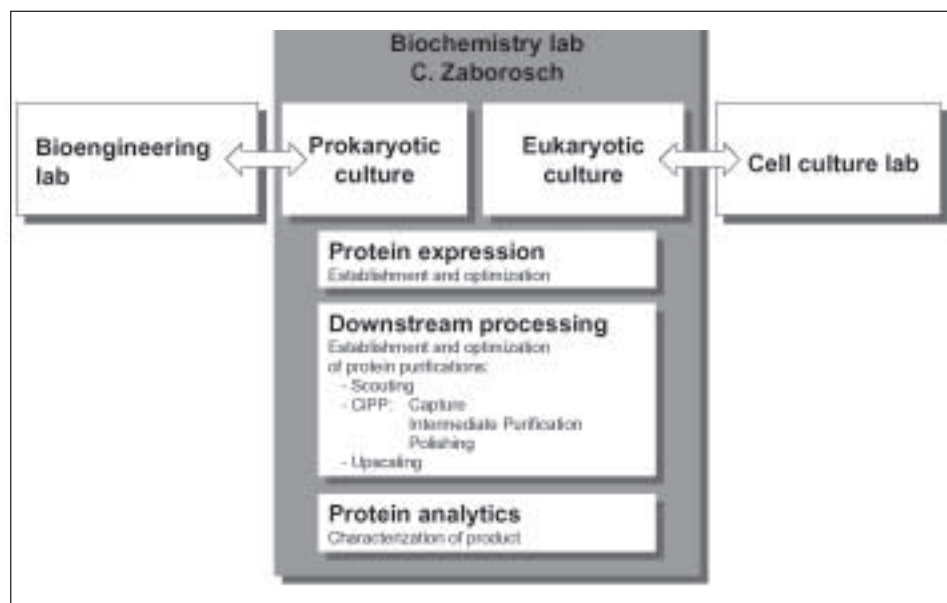 Biochemistry lab
C. Zaborosch
Bioengineering
lab
Prokaryotic
culture
Eukaryotic
culture
Cell culture lab
Protein expression
Establishment and optimization
Downstream processing
Establishment and optimization
of protein purifications:
- Scouting
- CiPP: Capture
Intermediate Purification
Polishing
- Upscaling
Protein analytics
Characterization of product